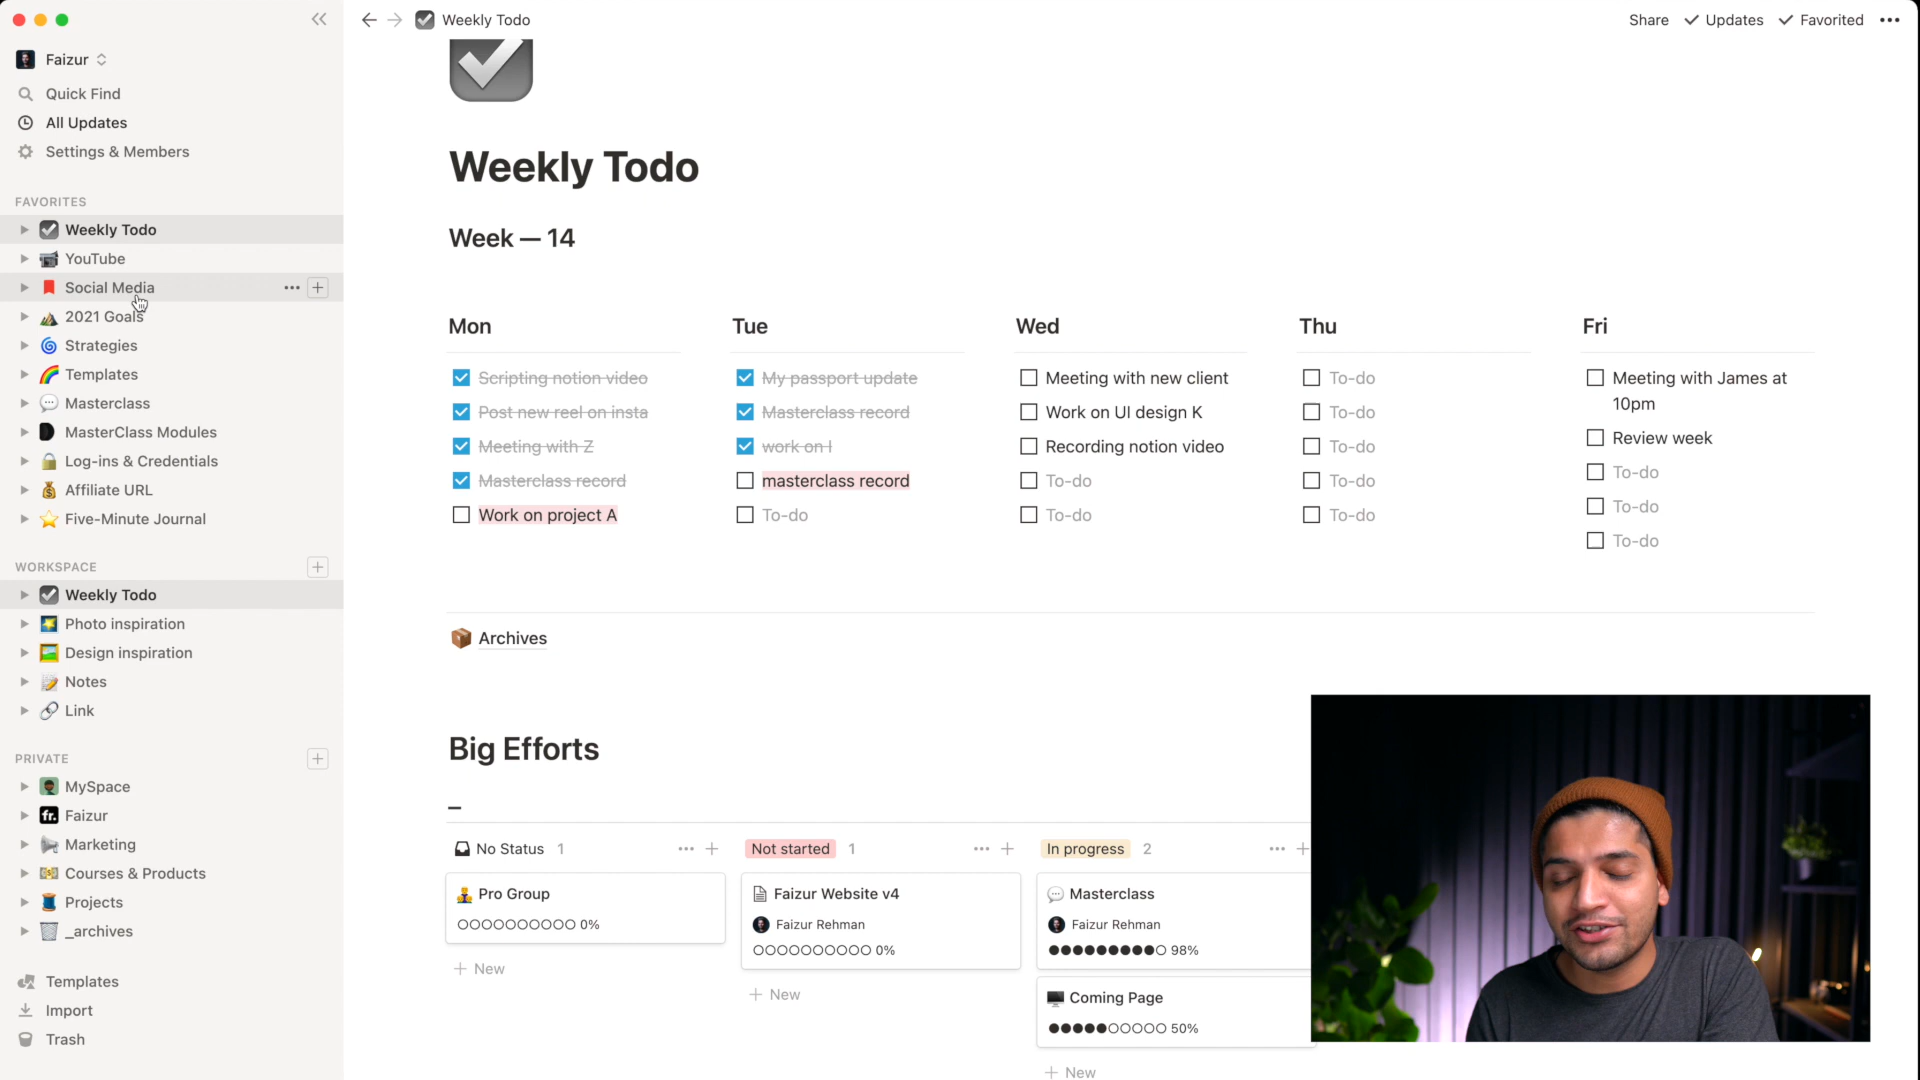 Faizur
Quick Find
All Updates
Settings & Members
FAVORITES
Weekly Todo
YouTube
Social Media
2021 Goals
Strategies
Templates
Masterclass
MasterClass Modules
Log-ins & Credentials
Affiliate URL
Five-Minute Journal
WORKSPACE
Weekly Todo
Photo inspiration
Design inspiration
Notes
Link
PRIVATE
MySpace
fr. Faizur
Marketing
Courses & Products
Projects
_archives
Templates
Import
Trash
Weekly Todo
Share
Updates
Favorited
Weekly Todo
Week — 14
Mon
Scripting notion video
Post new reel on insta
Meeting with Z
Masterclass record
Work on project A
Tue
My passport update
Masterclass record
work on I
masterclass record
To-do
Wed
Meeting with new client
Work on UI design K
Recording notion video
To-do
To-do
Thu
To-do
To-do
To-do
To-do
To-do
Fri
Meeting with James at
10pm
Review week
To-do
To-do
To-do
Archives
Big Efforts
–
No Status 1
Pro Group
0%
New
Not started 1
Faizur Website v4
Faizur Rehman
0%
New
In progress 2
Masterclass
Faizur Rehman
98%
Coming Page
50%
New